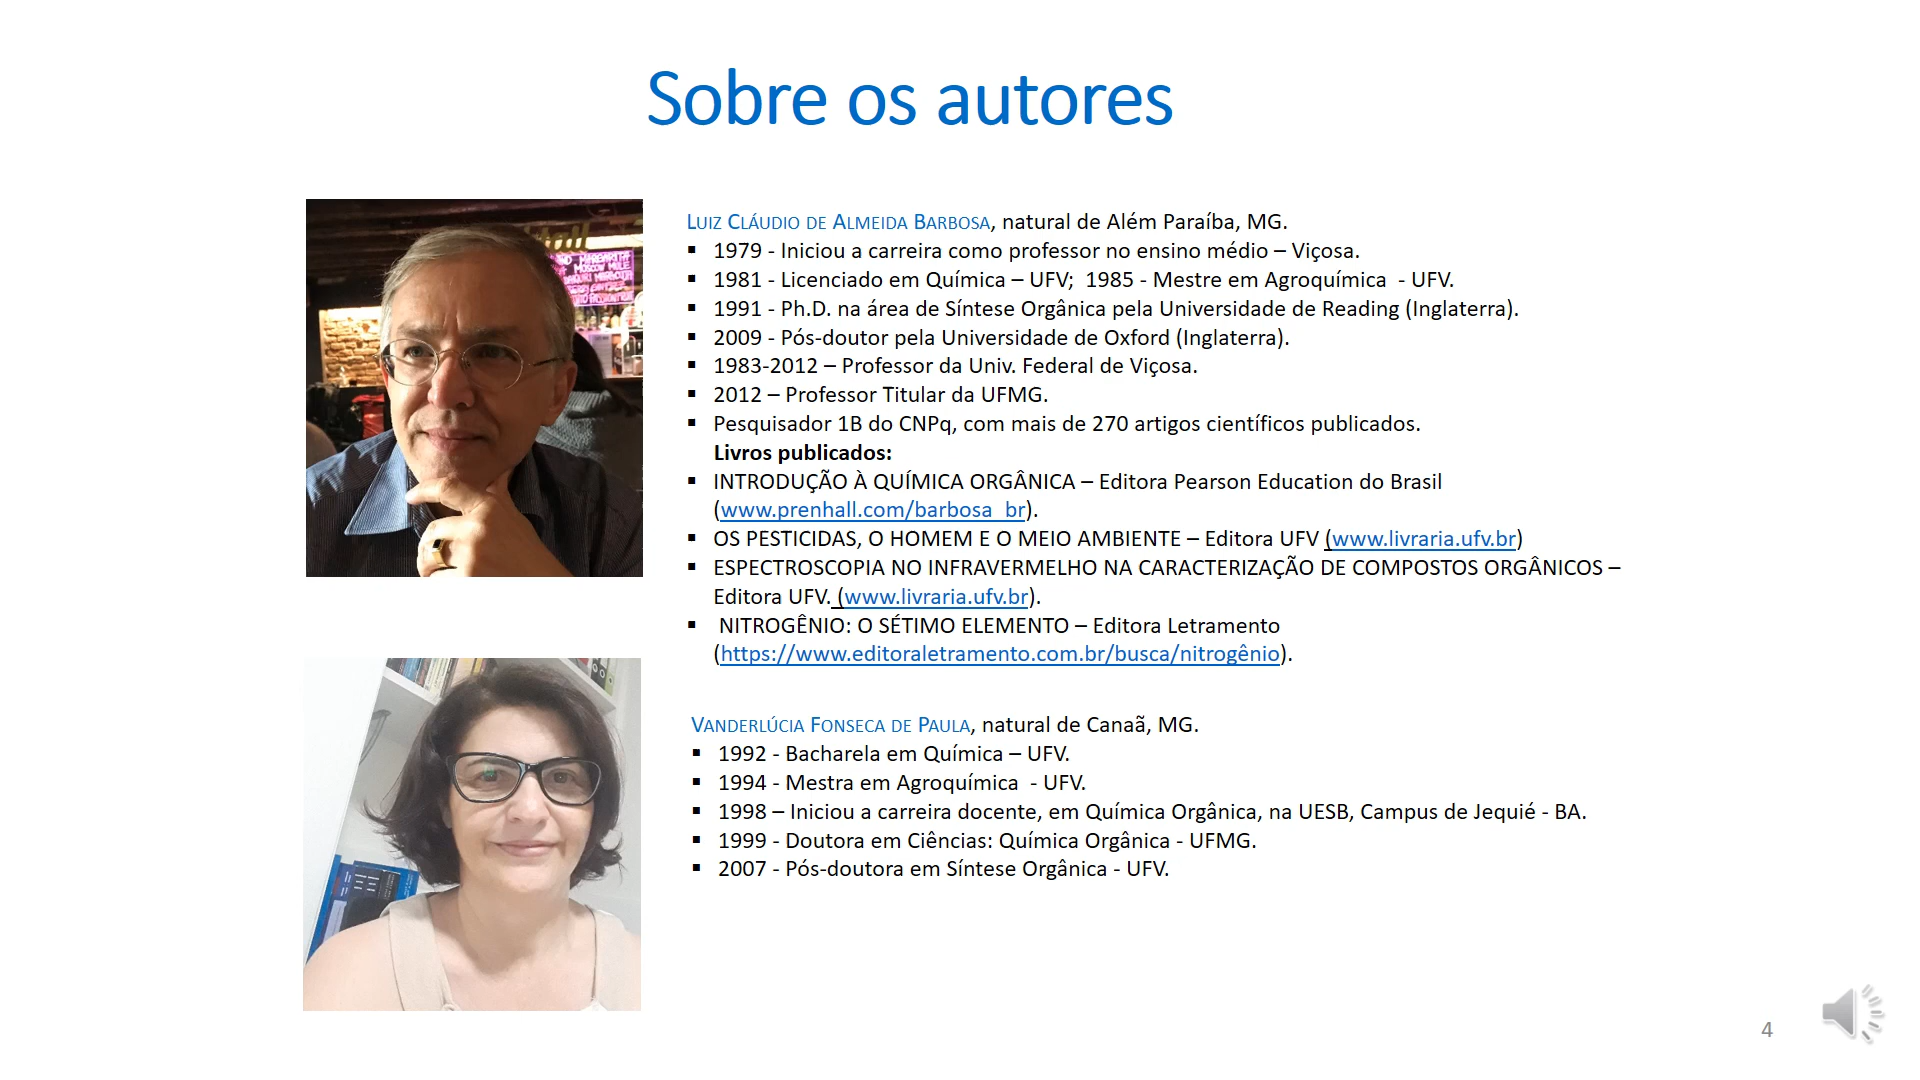 Sobre os autores
LUIZ CLÁUDIO DE ALMEIDA BARBOSA, natural de Além Paraíba, MG.
▪ 1979 - Iniciou a carreira como professor no ensino médio – Viçosa.
▪ 1981 - Licenciado em Química – UFV;  1985 - Mestre em Agroquímica  - UFV.
▪ 1991 - Ph.D. na área de Síntese Orgânica pela Universidade de Reading (Inglaterra).
▪ 2009 - Pós-doutor pela Universidade de Oxford (Inglaterra).
▪ 1983-2012 – Professor da Univ. Federal de Viçosa.
▪ 2012 – Professor Titular da UFMG.
▪ Pesquisador 1B do CNPq, com mais de 270 artigos científicos publicados.
Livros publicados:
▪ INTRODUÇÃO À QUÍMICA ORGÂNICA – Editora Pearson Education do Brasil
(www.prenhall.com/barbosa_br).
▪ OS PESTICIDAS, O HOMEM E O MEIO AMBIENTE – Editora UFV (www.livraria.ufv.br)
▪ ESPECTROSCOPIA NO INFRAVERMELHO NA CARACTERIZAÇÃO DE COMPOSTOS ORGÂNICOS –
Editora UFV. (www.livraria.ufv.br).
▪ NITROGÊNIO: O SÉTIMO ELEMENTO – Editora Letramento
(https://www.editoraletramento.com.br/busca/nitrogênio).
VANDERLÚCIA FONSECA DE PAULA, natural de Canaã, MG.
▪ 1992 - Bacharela em Química – UFV.
▪ 1994 - Mestra em Agroquímica  - UFV.
▪ 1998 – Iniciou a carreira docente, em Química Orgânica, na UESB, Campus de Jequié - BA.
▪ 1999 - Doutora em Ciências: Química Orgânica - UFMG.
▪ 2007 - Pós-doutora em Síntese Orgânica - UFV.
MARGARITA
MOSCOW MULE
4